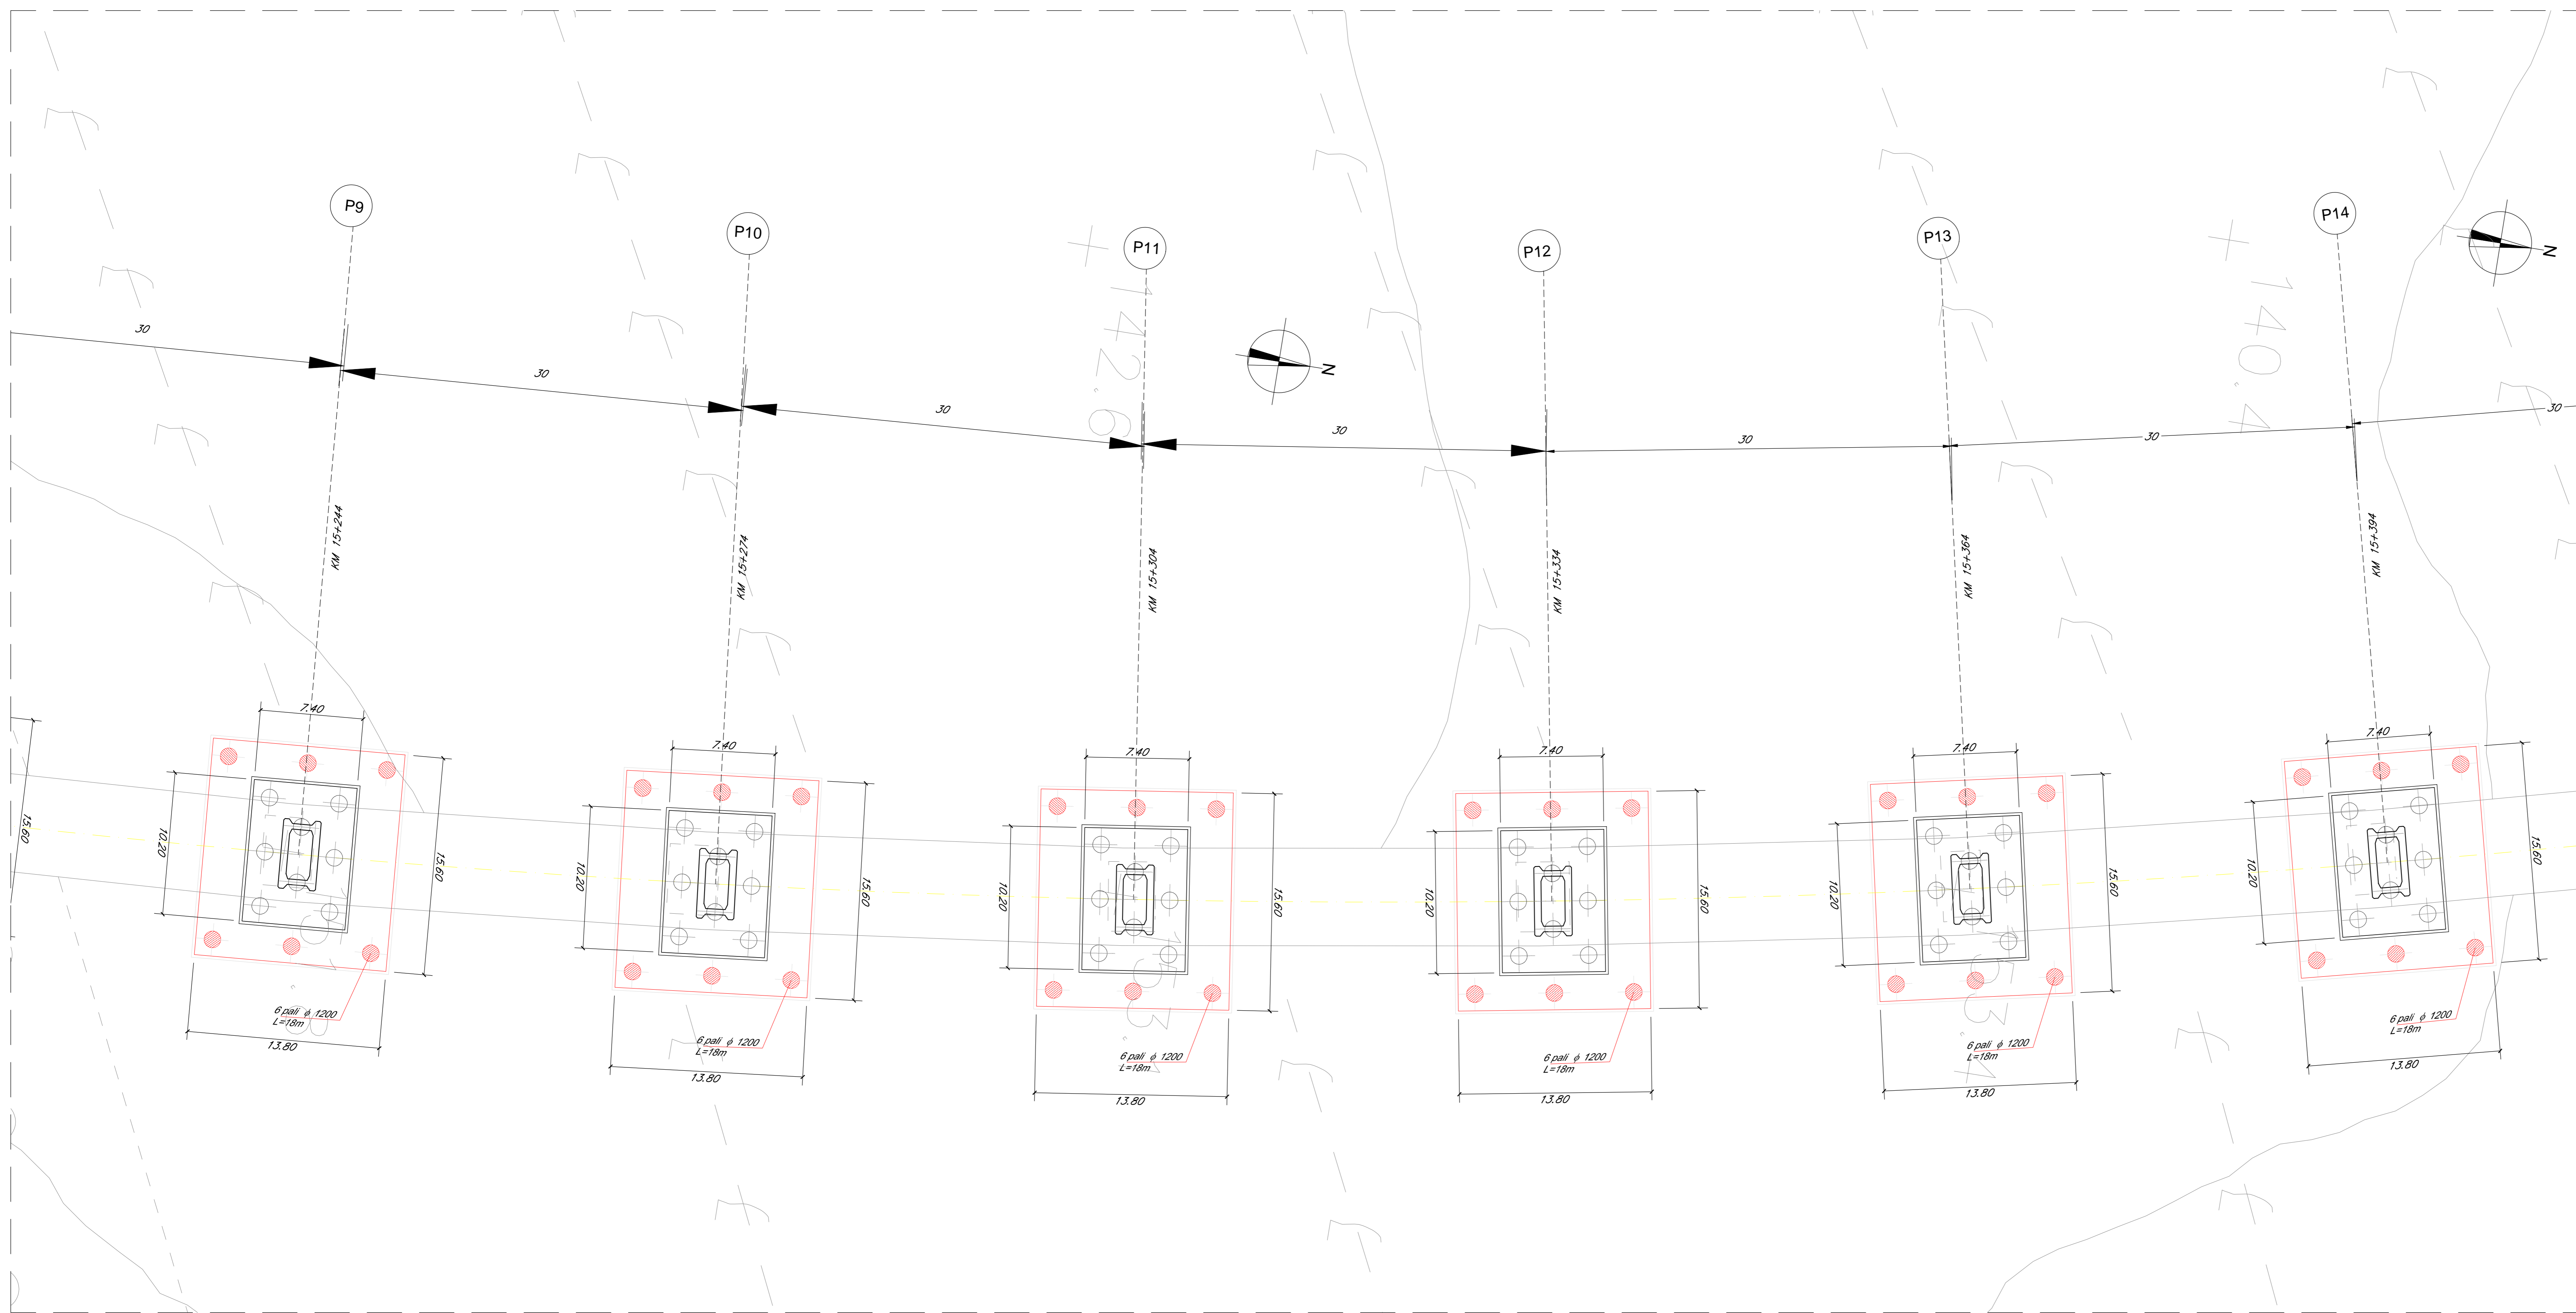 P9
P10
P11
P12
P13
P14
N
N
30
30
30
30
30
30
30
KM 15+244
KM 15+274
KM 15+304
KM 15+334
KM 15+364
KM 15+394
142.6
140.4
15.60
7.40
10.20
15.60
6 pali ϕ 1200
L=18m
13.80
7.40
10.20
15.60
6 pali ϕ 1200
L=18m
13.80
7.40
10.20
15.60
6 pali ϕ 1200
L=18m
13.80
7.40
10.20
15.60
6 pali ϕ 1200
L=18m
13.80
7.40
10.20
15.60
6 pali ϕ 1200
L=18m
13.80
7.40
10.20
15.60
6 pali ϕ 1200
L=18m
13.80